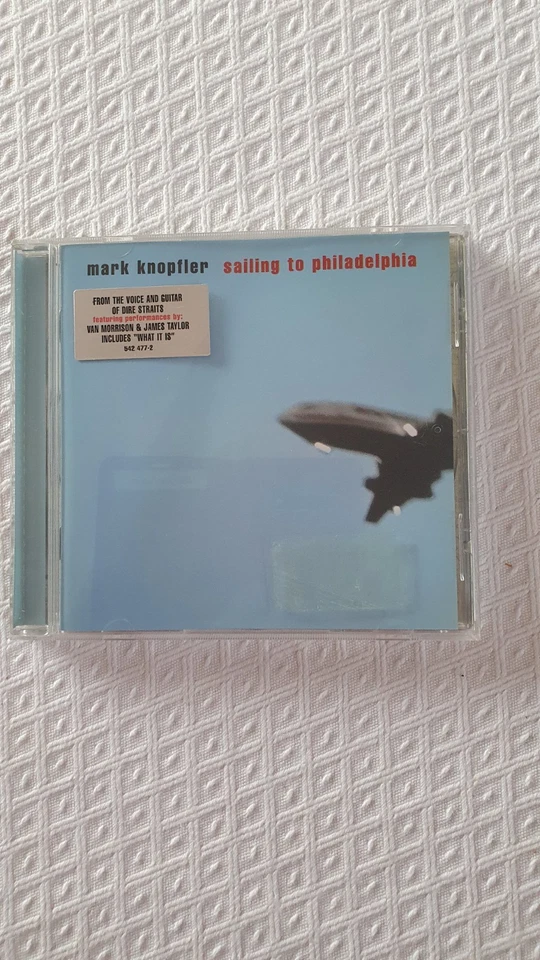 mark knopfler sailing to philadelphia
FROM THE VOICE AND GUITAR
OF DIRE STRAITS
featuring performances by:
VAN MORRISON & JAMES TAYLOR
INCLUDES "WHAT IT IS"
542 477-2